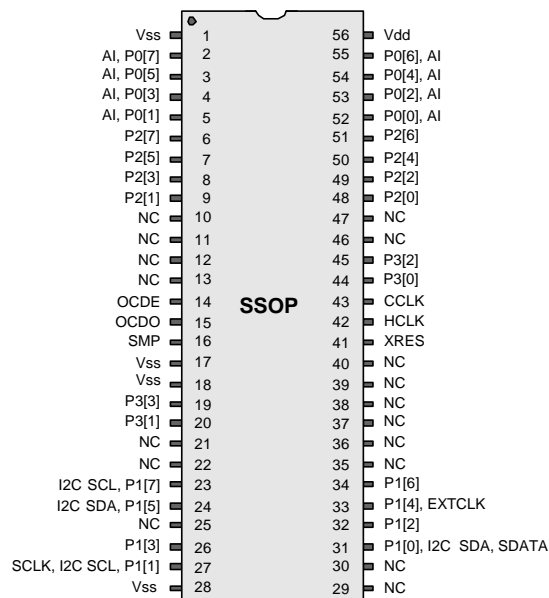 Vss 1 56 Vdd
AI, P0[7] 2 55 P0[6], AI
AI, P0[5] 3 54 P0[4], AI
AI, P0[3] 4 53 P0[2], AI
AI, P0[1] 5 52 P0[0], AI
P2[7] 6 51 P2[6]
P2[5] 7 50 P2[4]
P2[3] 8 49 P2[2]
P2[1] 9 48 P2[0]
NC 10 47 NC
NC 11 46 NC
NC 12 45 P3[2]
NC 13 44 P3[0]
OCDE 14 SSOP 43 CCLK
OCDO 15 42 HCLK
SMP 16 41 XRES
Vss 17 40 NC
Vss 18 39 NC
P3[3] 19 38 NC
P3[1] 20 37 NC
NC 21 36 NC
NC 22 35 NC
I2C SCL, P1[7] 23 34 P1[6]
I2C SDA, P1[5] 24 33 P1[4], EXTCLK
NC 25 32 P1[2]
P1[3] 26 31 P1[0], I2C SDA, SDATA
SCLK, I2C SCL, P1[1] 27 30 NC
Vss 28 29 NC